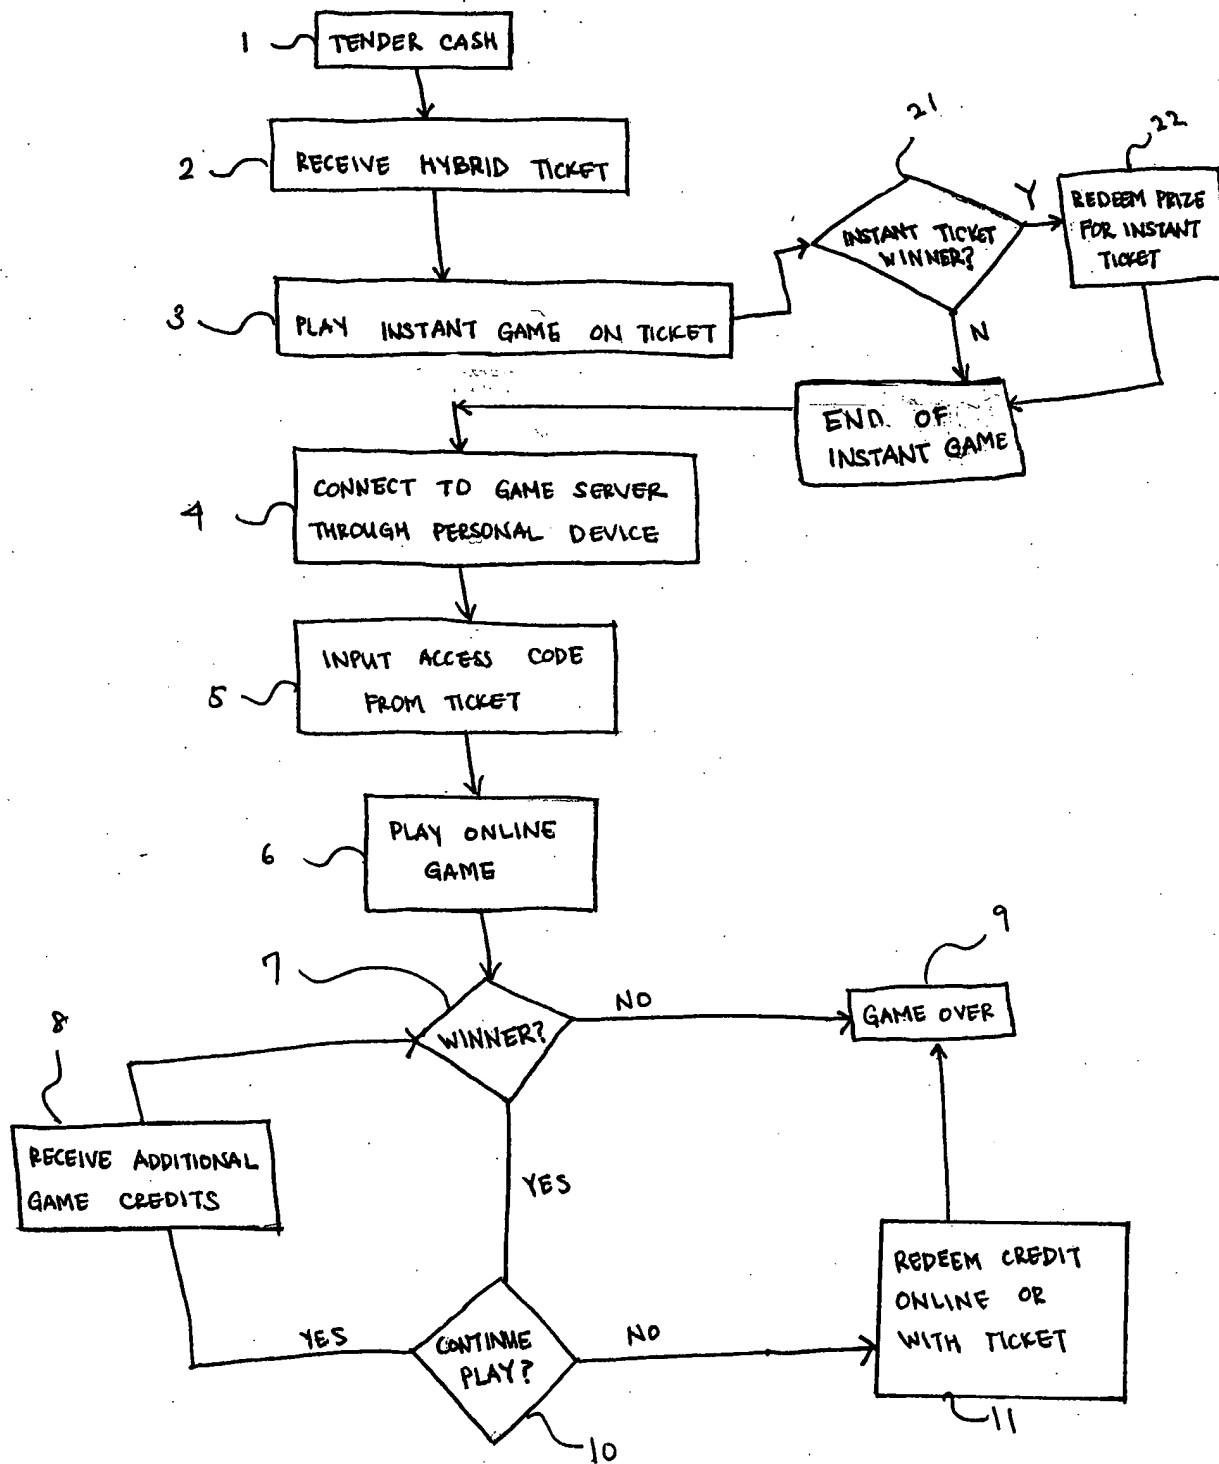 1
TENDER CASH
2
RECEIVE HYBRID TICKET
21
22
INSTANT TICKET
WINNER?
Y
REDEEM PRIZE
FOR INSTANT
TICKET
3
PLAY INSTANT GAME ON TICKET
N
END OF
INSTANT GAME
4
CONNECT TO GAME SERVER
THROUGH PERSONAL DEVICE
5
INPUT ACCESS CODE
FROM TICKET
6
PLAY ONLINE
GAME
7
WINNER?
NO
9
GAME OVER
8
RECEIVE ADDITIONAL
GAME CREDITS
YES
YES
CONTINUE
PLAY?
NO
10
REDEEM CREDIT
ONLINE OR
WITH TICKET
11